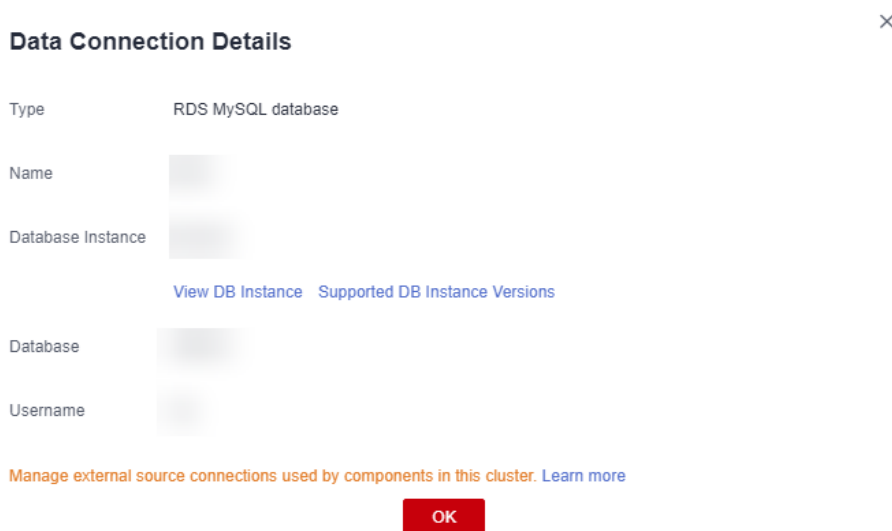 Data Connection Details
Type RDS MySQL database
Name
Database Instance
View DB Instance Supported DB Instance Versions
Database
Username
Manage external source connections used by components in this cluster. Learn more
OK